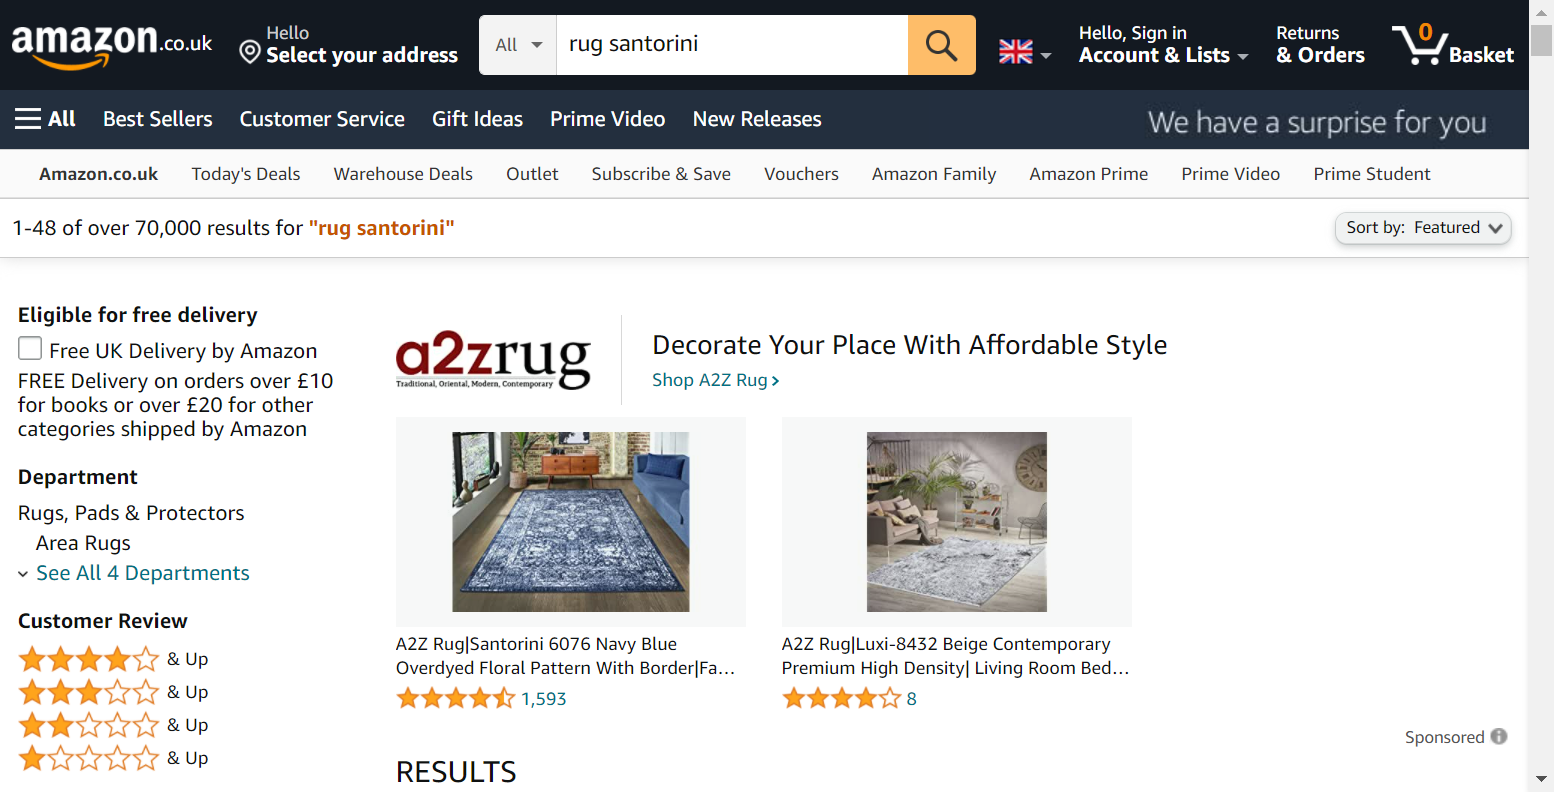 amazon.co.uk
Hello
Select your address
All
rug santorini
Hello, Sign in
Account & Lists
Returns
& Orders
0
Basket
All
Best Sellers
Customer Service
Gift Ideas
Prime Video
New Releases
We have a surprise for you
Amazon.co.uk
Today's Deals
Warehouse Deals
Outlet
Subscribe & Save
Vouchers
Amazon Family
Amazon Prime
Prime Video
Prime Student
1-48 of over 70,000 results for "rug santorini"
Sort by: Featured
Eligible for free delivery
Free UK Delivery by Amazon
FREE Delivery on orders over £10
for books or over £20 for other
categories shipped by Amazon
Department
Rugs, Pads & Protectors
Area Rugs
See All 4 Departments
Customer Review
& Up
& Up
& Up
& Up
a2zrug
Traditional, Oriental, Modern, Contemporary
Decorate Your Place With Affordable Style
Shop A2Z Rug
A2Z Rug|Santorini 6076 Navy Blue
Overdyed Floral Pattern With Border|Fa...
1,593
A2Z Rug|Luxi-8432 Beige Contemporary
Premium High Density| Living Room Bed...
8
Sponsored
RESULTS